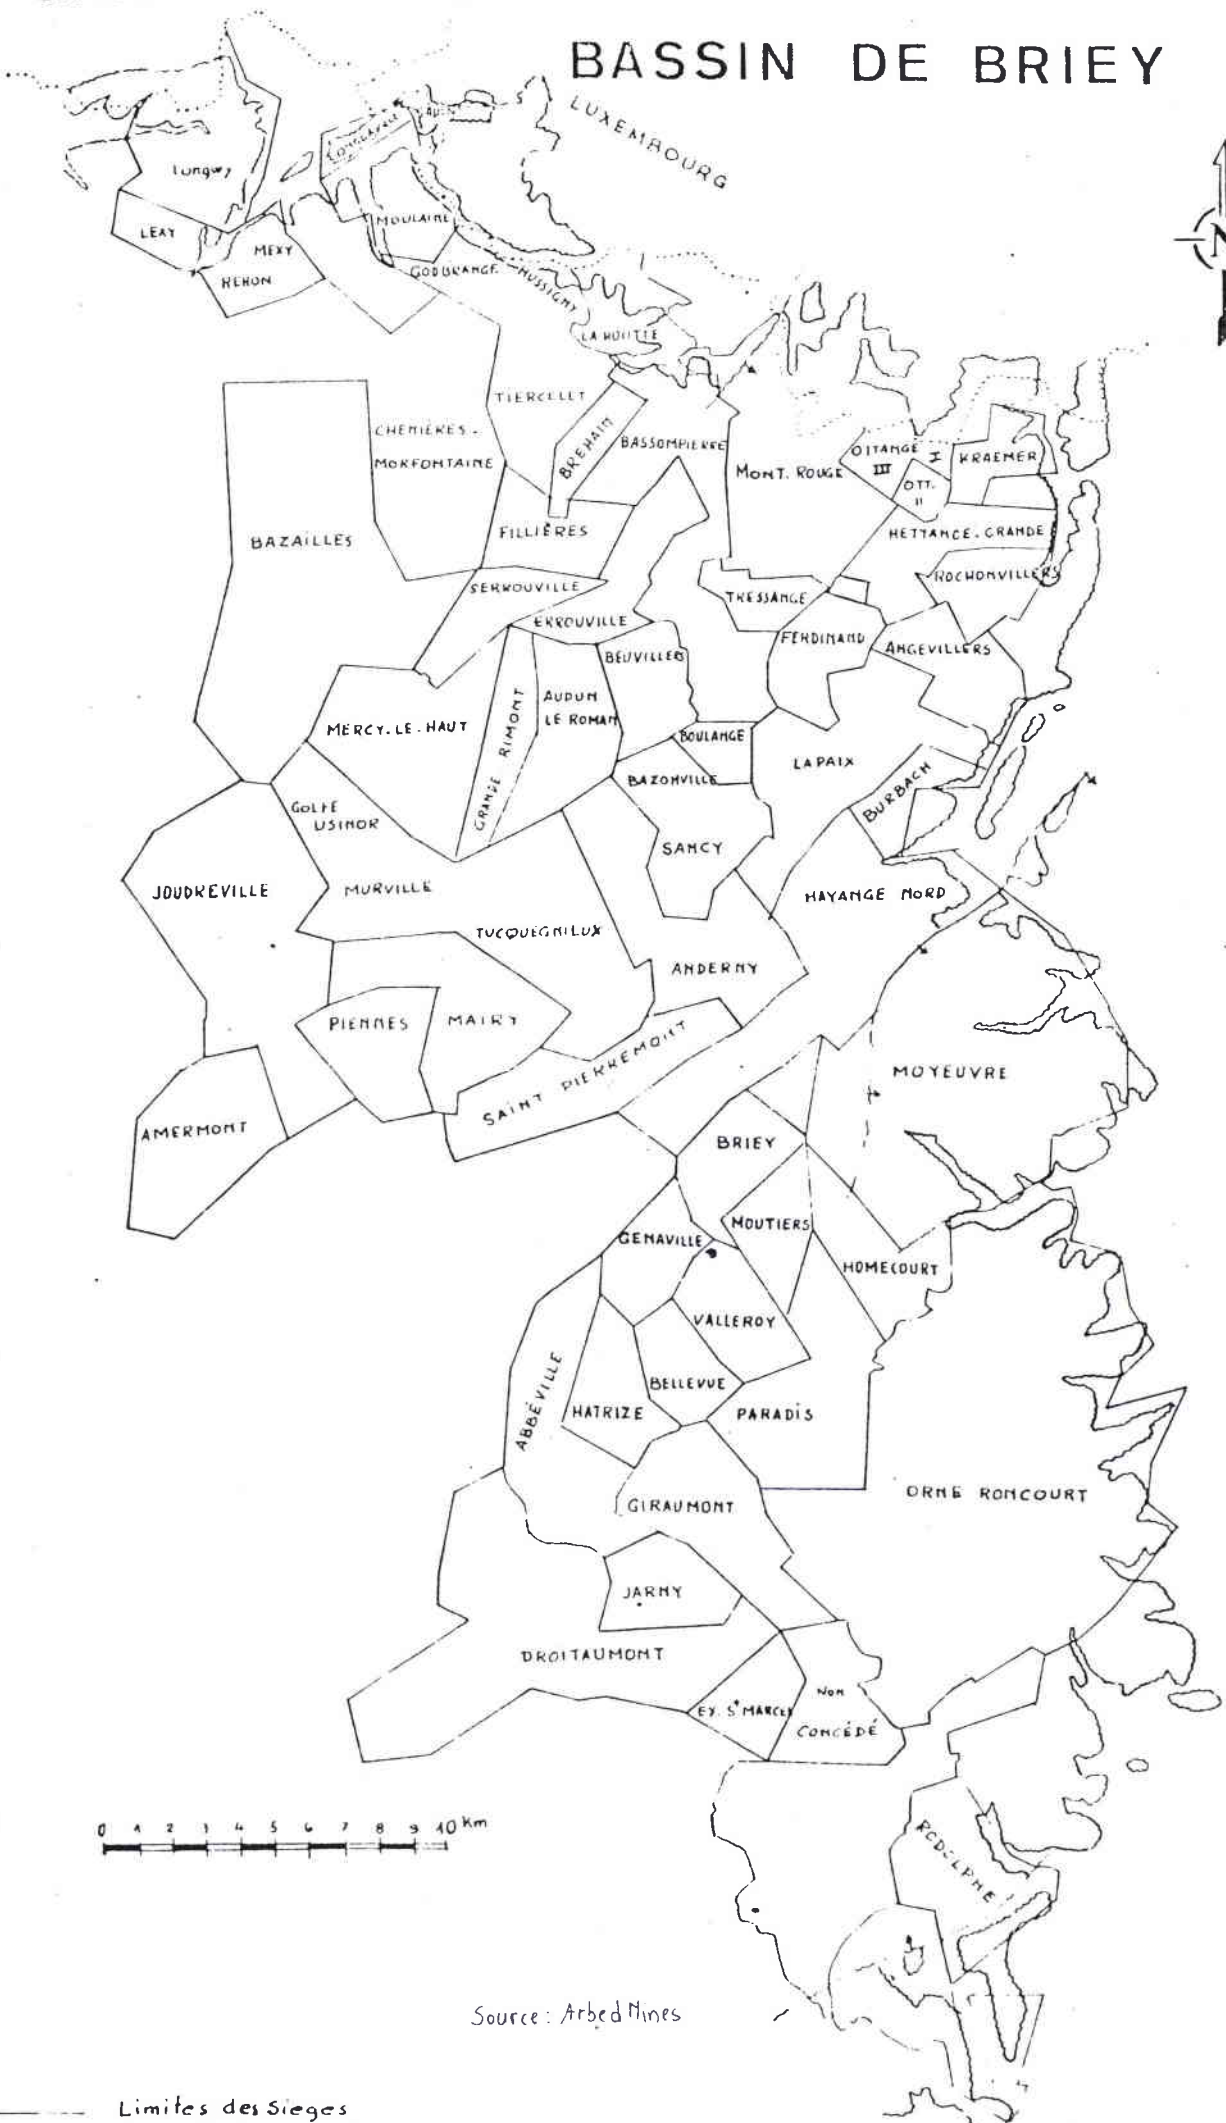 BASSIN DE BRIEY
LUXEMBOURG
N
Longwy
LEXY
MEXY
REHON
MOULAINE
GODBRANGE
HUSSIGNY
LA HOUTTE
TIERCELET
BREHAIN
BASSOMPIERRE
CHENIÈRES-
MORFONTAINE
MONT. ROUGE
OTTANGE I
III
OTT.
II
KRAEMER
BAZAILLES
FILLIÈRES
HETTANGE-GRANDE
SERROUVILLE
ROCHONVILLERS
TRESSANGE
ERROUVILLE
FERDINAND
ANGEVILLERS
BEUVILLERS
MERCY. LE. HAUT
GRANDE RIMONT
AUDUN
LE ROMAN
BOULANGE
LA PAIX
BAZONVILLE
BURBACH
GOLFE
USINOR
SANCY
JOUDREVILLE
MURVILLE
HAYANGE NORD
TUCQUEGNIEUX
ANDERNY
PIENNES
MAIRY
SAINT PIERREMONT
MOYEUVRE
AMERMONT
BRIEY
GENAVILLE
MOUTIERS
HOMECOURT
VALLEROY
ABBÉVILLE
BELLEVUE
HATRIZE
PARADIS
ORNE RONCOURT
GIRAUMONT
JARNY
DROITAUMONT
EX. St MARCEL
NON
CONCÉDÉ
0 1 2 3 4 5 6 7 8 9 10 Km
RODOLPHE
Source: Arbed Mines
Limites des Sieges